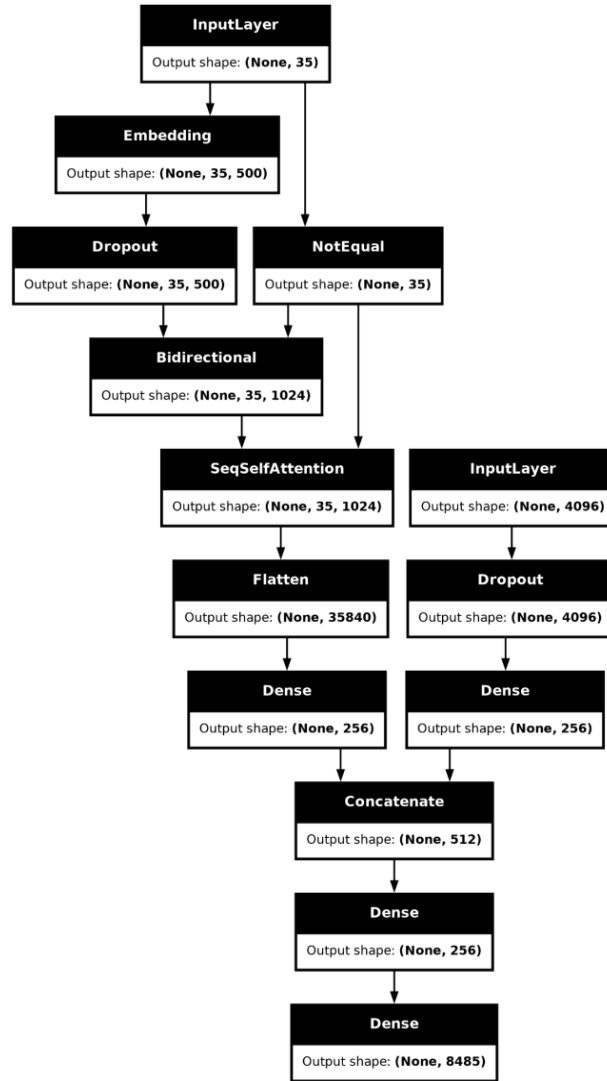 InputLayer
Output shape: (None, 35)
Embedding
Output shape: (None, 35, 500)
Dropout
Output shape: (None, 35, 500)
NotEqual
Output shape: (None, 35)
Bidirectional
Output shape: (None, 35, 1024)
SeqSelfAttention
Output shape: (None, 35, 1024)
InputLayer
Output shape: (None, 4096)
Flatten
Output shape: (None, 35840)
Dropout
Output shape: (None, 4096)
Dense
Output shape: (None, 256)
Dense
Output shape: (None, 256)
Concatenate
Output shape: (None, 512)
Dense
Output shape: (None, 256)
Dense
Output shape: (None, 8485)